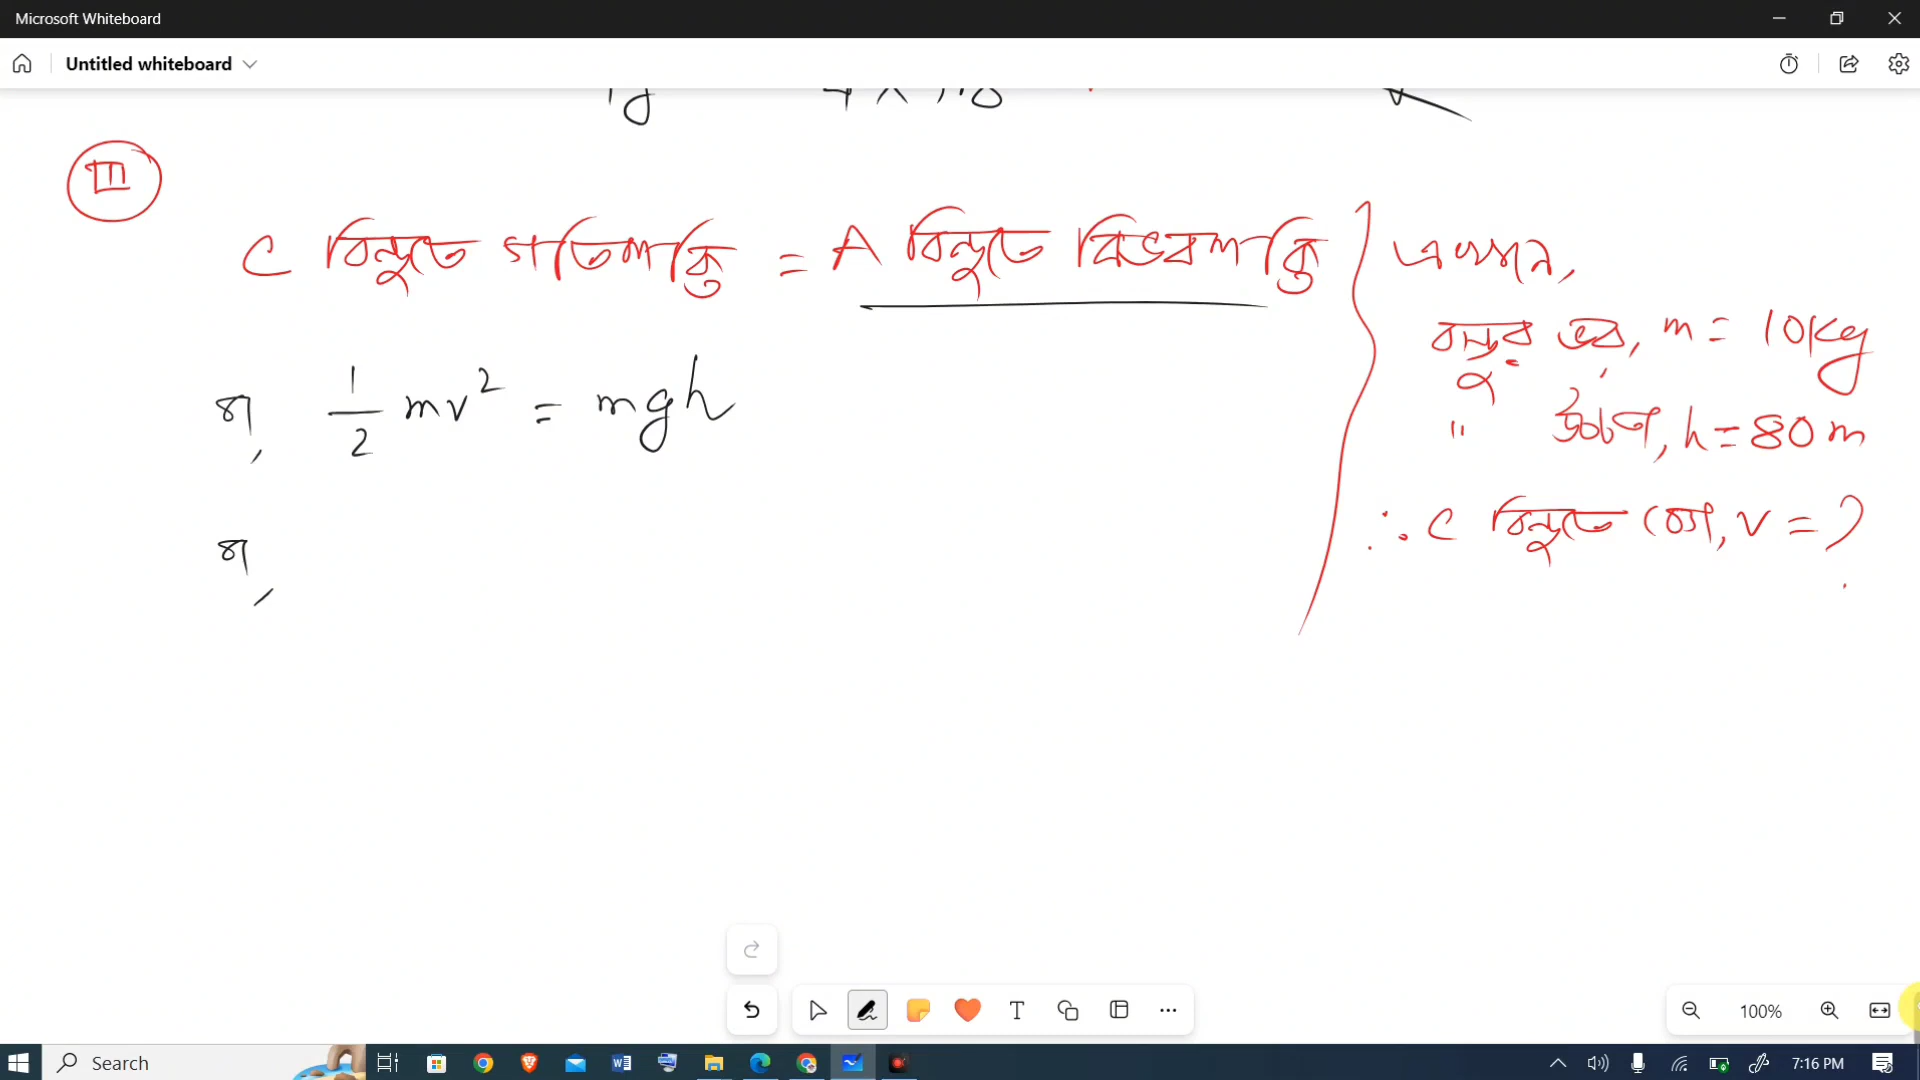 Microsoft Whiteboard
Untitled whiteboard
III
C বিন্দুতে গতিশক্তি = A বিন্দুতে বিভবশক্তি
এখানে,
বস্তুর ভর, m = 10kg
বা, 1/2 mv² = mgh
" উচ্চতা, h = 80 m
∴ C বিন্দুতে বেগ, v = ?
বা,
100%
Search
7:16 PM